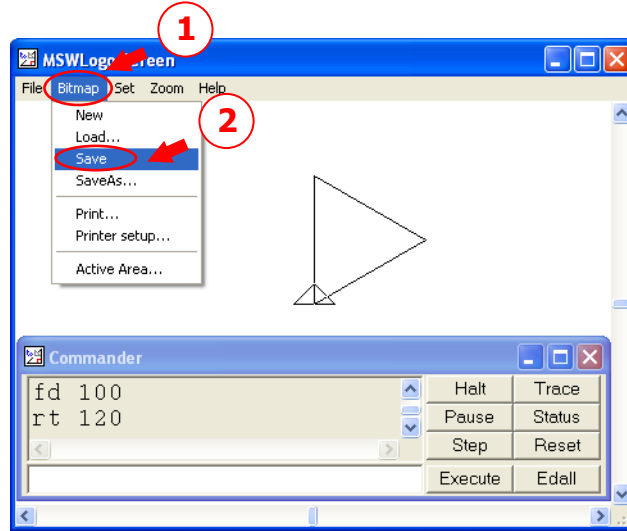 1
MSWLogo Screen
File Bitmap Set Zoom Help
New
2
Load...
Save
SaveAs...
Print...
Printer setup...
Active Area...
Commander
fd 100
rt 120
Halt Trace
Pause Status
Step Reset
Execute Edall